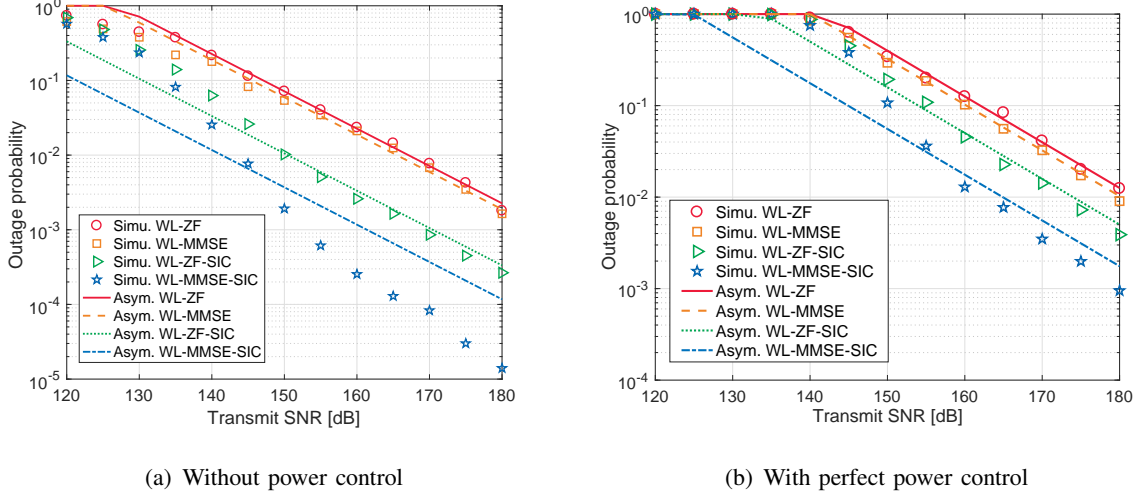 10^0
10^-1
10^-2
10^-3
10^-4
10^-5
Outage probability
Simu. WL-ZF
Simu. WL-MMSE
Simu. WL-ZF-SIC
Simu. WL-MMSE-SIC
Asym. WL-ZF
Asym. WL-MMSE
Asym. WL-ZF-SIC
Asym. WL-MMSE-SIC
120 130 140 150 160 170 180
Transmit SNR [dB]
(a) Without power control
10^0
10^-1
10^-2
10^-3
10^-4
Outage probability
Simu. WL-ZF
Simu. WL-MMSE
Simu. WL-ZF-SIC
Simu. WL-MMSE-SIC
Asym. WL-ZF
Asym. WL-MMSE
Asym. WL-ZF-SIC
Asym. WL-MMSE-SIC
120 130 140 150 160 170 180
Transmit SNR [dB]
(b) With perfect power control